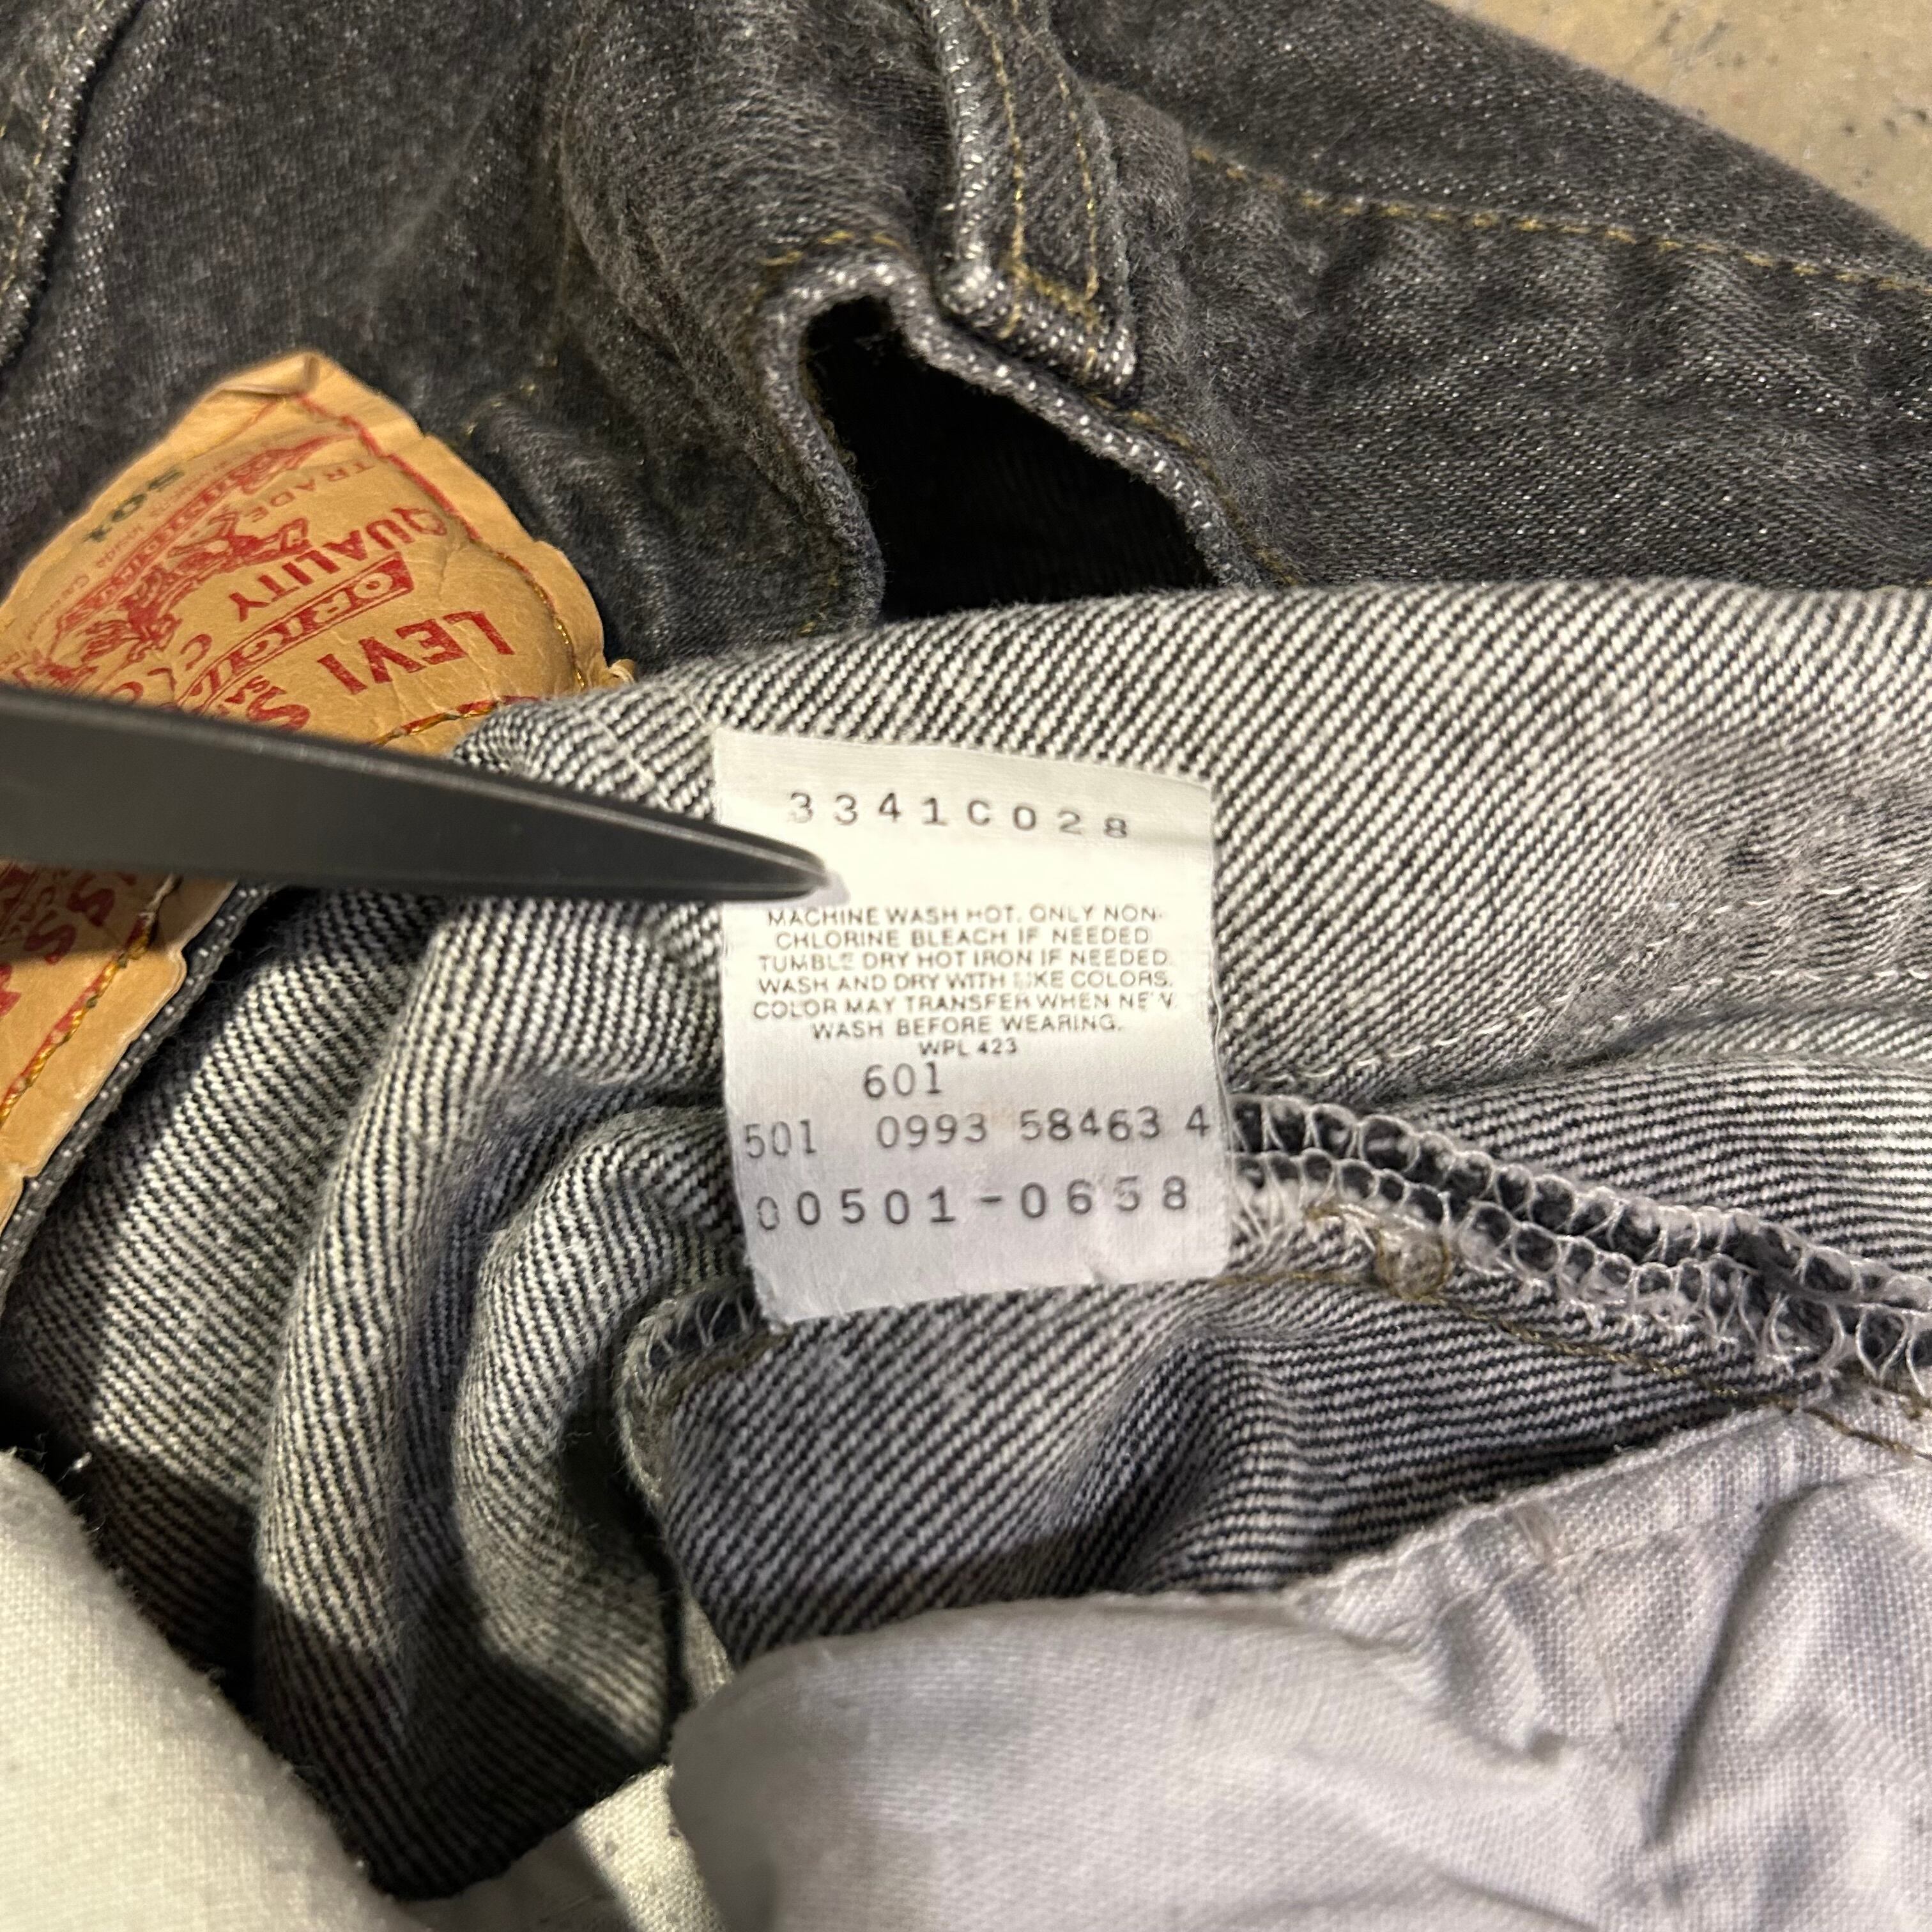 3341C028
MACHINE WASH HOT. ONLY NON-
CHLORINE BLEACH IF NEEDED
TUMBLE DRY HOT IRON IF NEEDED.
WASH AND DRY WITH LIKE COLORS.
COLOR MAY TRANSFER WHEN NEW.
WASH BEFORE WEARING.
WPL 423
601
501 0993 58463 4
00501-0658
LEVI S
ORIGINAL
QUALITY
TRADE
501